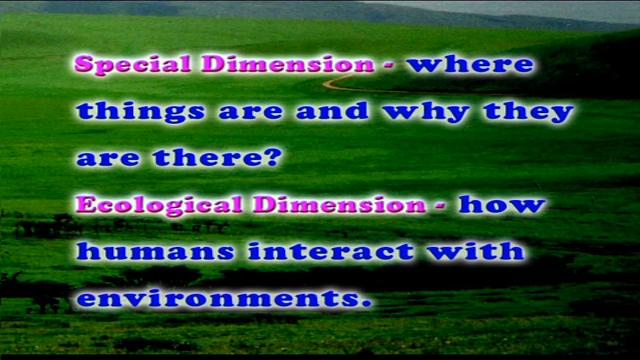 Special Dimension - where
things are and why they
are there?
Ecological Dimension - how
humans interact with
environments.